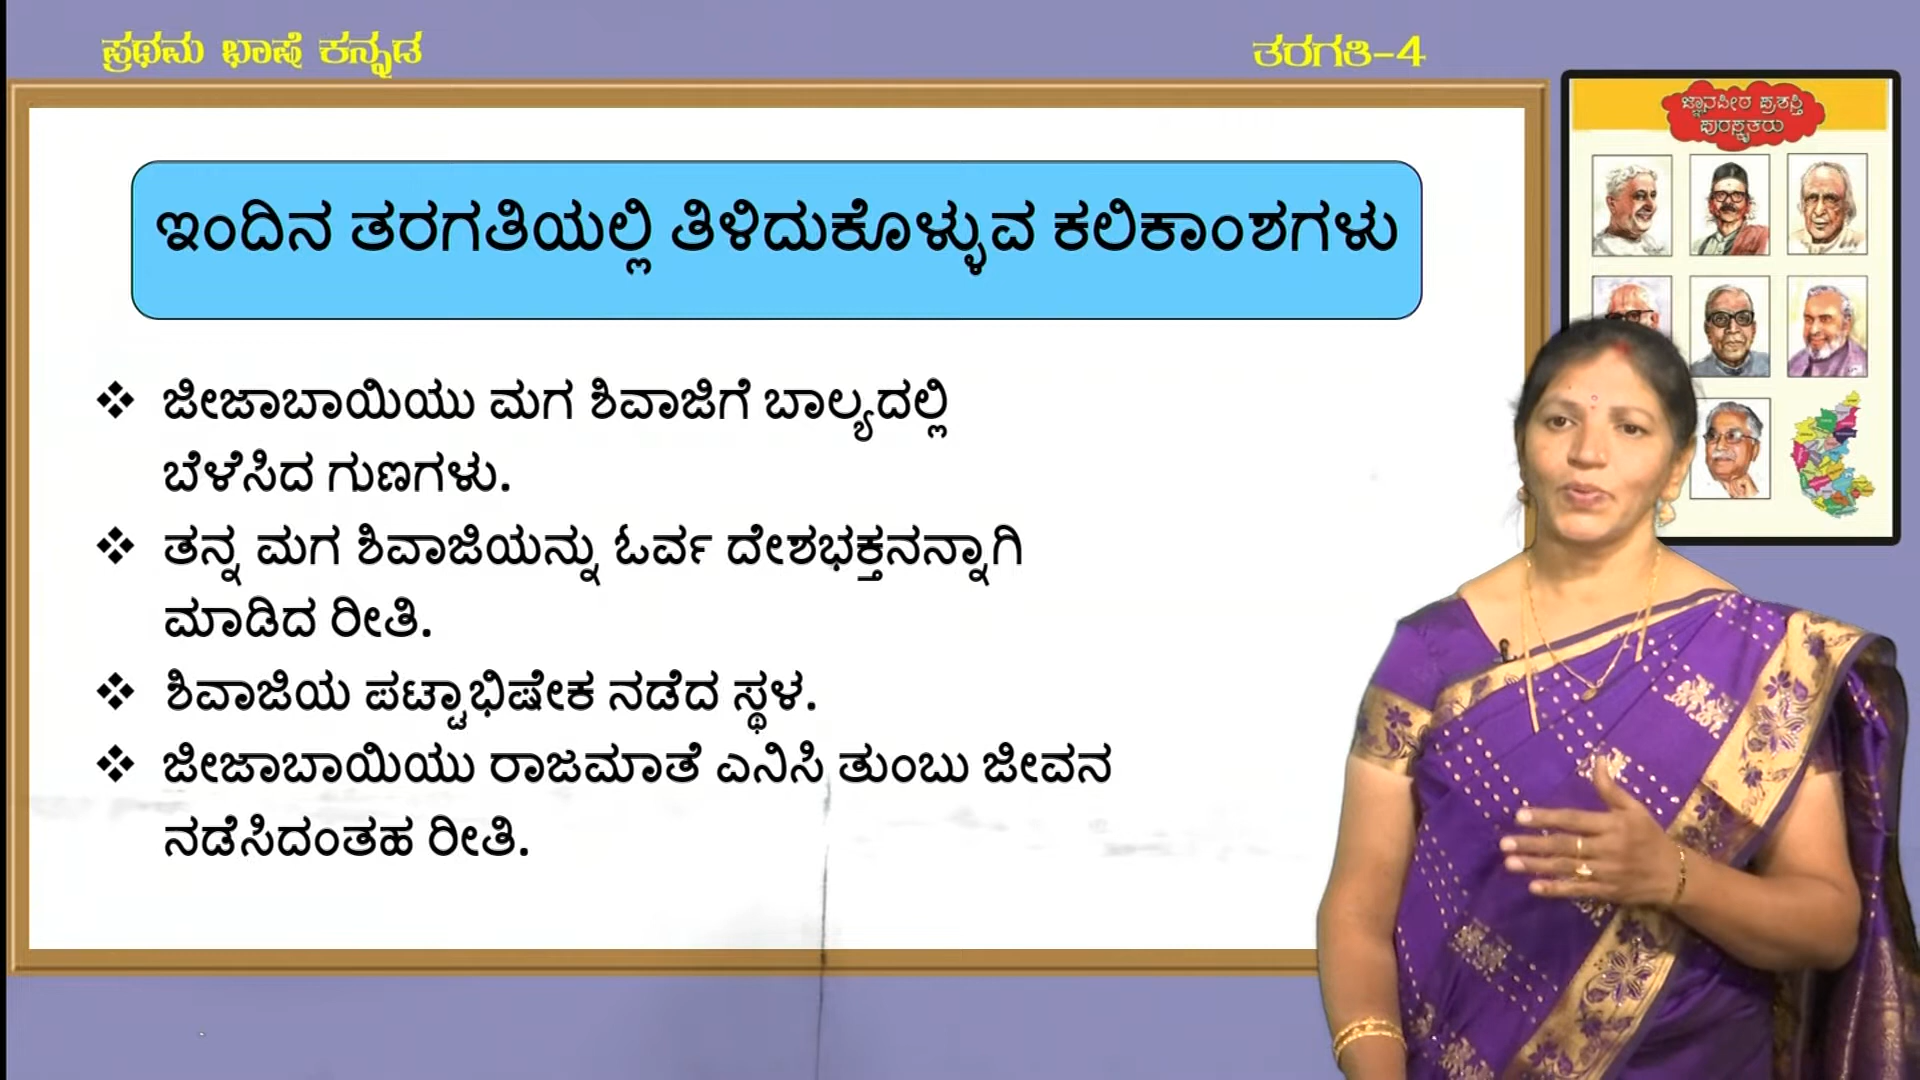 ಪ್ರಥಮ ಭಾಷೆ ಕನ್ನಡ
ತರಗತಿ-4
ಜ್ಞಾನಪೀಠ ಪ್ರಶಸ್ತಿ
ಪುರಸ್ಕೃತರು
ಇಂದಿನ ತರಗತಿಯಲ್ಲಿ ತಿಳಿದುಕೊಳ್ಳುವ ಕಲಿಕಾಂಶಗಳು
❖ ಜೀಜಾಬಾಯಿಯು ಮಗ ಶಿವಾಜಿಗೆ ಬಾಲ್ಯದಲ್ಲಿ
ಬೆಳೆಸಿದ ಗುಣಗಳು.
❖ ತನ್ನ ಮಗ ಶಿವಾಜಿಯನ್ನು ಓರ್ವ ದೇಶಭಕ್ತನನ್ನಾಗಿ
ಮಾಡಿದ ರೀತಿ.
❖ ಶಿವಾಜಿಯ ಪಟ್ಟಾಭಿಷೇಕ ನಡೆದ ಸ್ಥಳ.
❖ ಜೀಜಾಬಾಯಿಯು ರಾಜಮಾತೆ ಎನಿಸಿ ತುಂಬು ಜೀವನ
ನಡೆಸಿದಂತಹ ರೀತಿ.